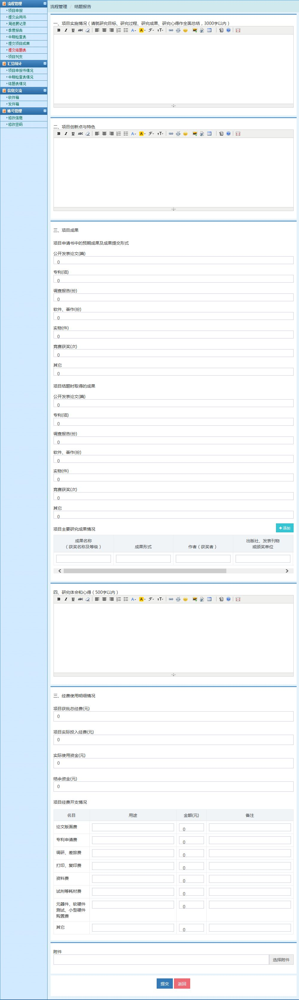 流程管理
项目申报
提交合同书
周进展记录
季度报告
中期检查表
提交项目成果
提交结题表
项目列支
汇总统计
项目申报书情况
中期检查表情况
结题表情况
信息交流
收件箱
发件箱
账号管理
修改信息
修改密码
流程管理 / 结题报告
一、项目实施情况（请就研究目标、研究过程、研究成果、研究心得作全面总结，3000字以内）
B I U ABC A A F тT
二、项目创新点与特色
B I U ABC A A F тT
三、项目成果
项目申请书中的预期成果及成果提交形式
公开发表论文(篇)
0
专利(项)
0
调查报告(份)
0
软件、著作(份)
0
实物(件)
0
竟赛获奖(次)
0
其它
0
项目结题时取得的成果
公开发表论文(篇)
0
专利(项)
0
调查报告(份)
0
软件、著作(份)
0
实物(件)
0
竟赛获奖(次)
0
其它
0
项目主要研究成果情况
添加
成果名称
（获奖名称及等级）
成果形式
作者（获奖者）
出版社、发表刊物
或颁奖单位
四、研究体会和心得（500字以内）
B I U ABC A A F тT
三、经费使用明细情况
项目获批总经费(元)
0
项目实际投入经费(元)
0
实际使用资金(元)
0
结余资金(元)
0
项目经费开支情况
名目 用途 金额(元) 备注
论文版面费 0
专利申请费 0
调研、差旅费 0
打印、复印费 0
资料费 0
试剂等耗材费 0
元器件、软硬件 0
测试、小型硬件
购置费
其它 0
附件
选择附件
提交 返回